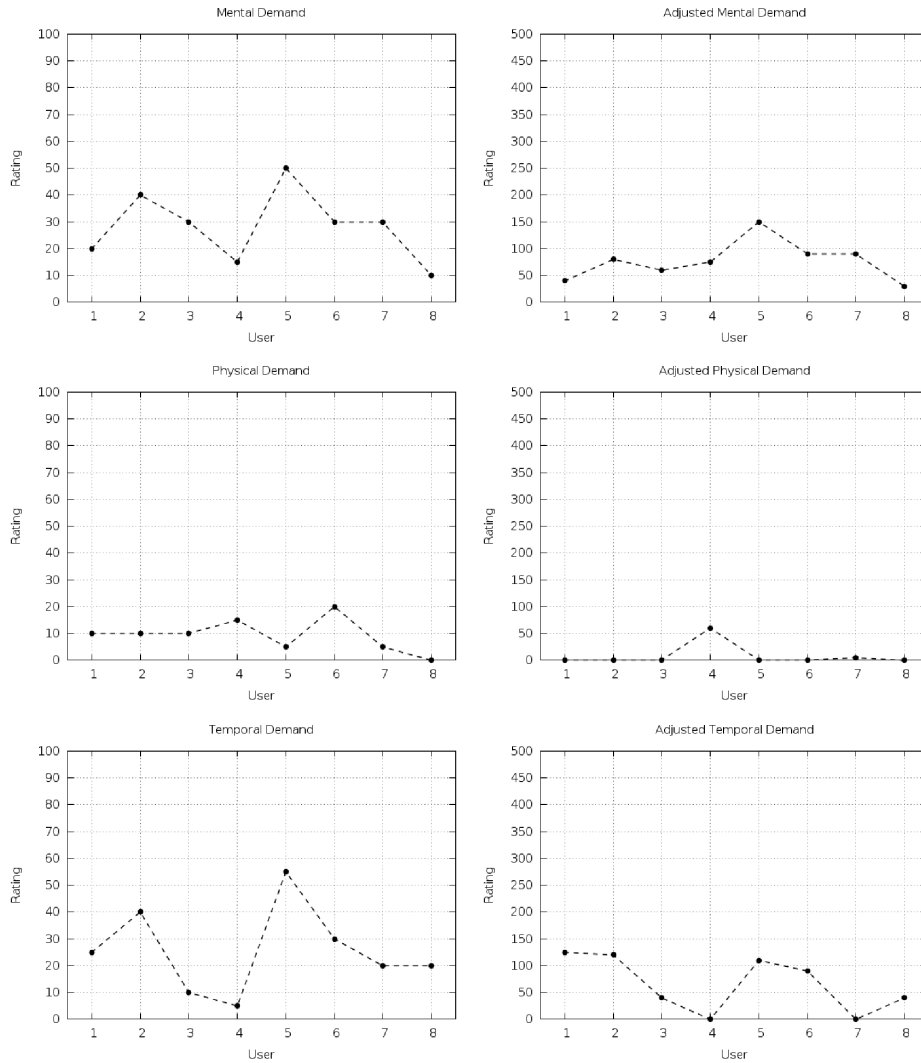 Mental Demand
100
90
80
70
60
50
40
30
20
10
0
Rating
1 2 3 4 5 6 7 8
User
Adjusted Mental Demand
500
450
400
350
300
250
200
150
100
50
0
Rating
1 2 3 4 5 6 7 8
User
Physical Demand
100
90
80
70
60
50
40
30
20
10
0
Rating
1 2 3 4 5 6 7 8
User
Adjusted Physical Demand
500
450
400
350
300
250
200
150
100
50
0
Rating
1 2 3 4 5 6 7 8
User
Temporal Demand
100
90
80
70
60
50
40
30
20
10
0
Rating
1 2 3 4 5 6 7 8
User
Adjusted Temporal Demand
500
450
400
350
300
250
200
150
100
50
0
Rating
1 2 3 4 5 6 7 8
User